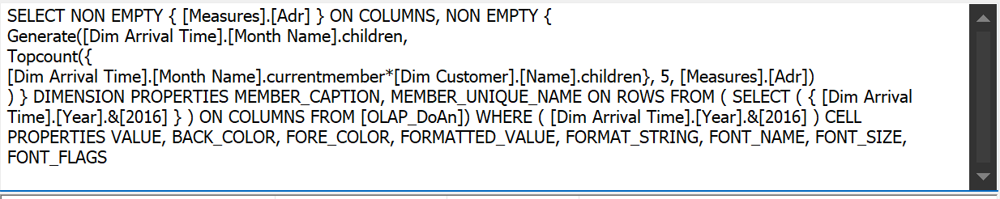 SELECT NON EMPTY { [Measures].[Adr] } ON COLUMNS, NON EMPTY {
Generate([Dim Arrival Time].[Month Name].children,
Topcount({
[Dim Arrival Time].[Month Name].currentmember*[Dim Customer].[Name].children}, 5, [Measures].[Adr])
) } DIMENSION PROPERTIES MEMBER_CAPTION, MEMBER_UNIQUE_NAME ON ROWS FROM ( SELECT ( { [Dim Arrival
Time].[Year].&[2016] } ) ON COLUMNS FROM [OLAP_DoAn]) WHERE ( [Dim Arrival Time].[Year].&[2016] ) CELL
PROPERTIES VALUE, BACK_COLOR, FORE_COLOR, FORMATTED_VALUE, FORMAT_STRING, FONT_NAME, FONT_SIZE,
FONT_FLAGS